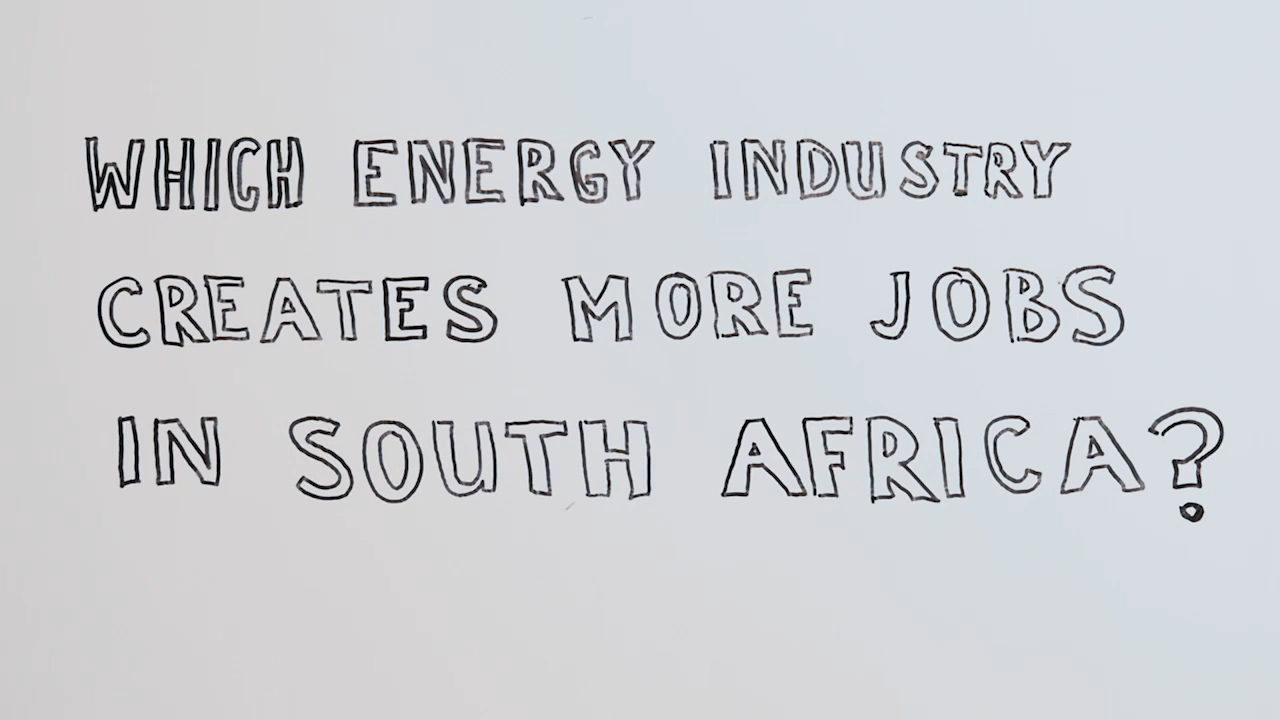 WHICH ENERGY INDUSTRY
CREATES MORE JOBS
IN SOUTH AFRICA?